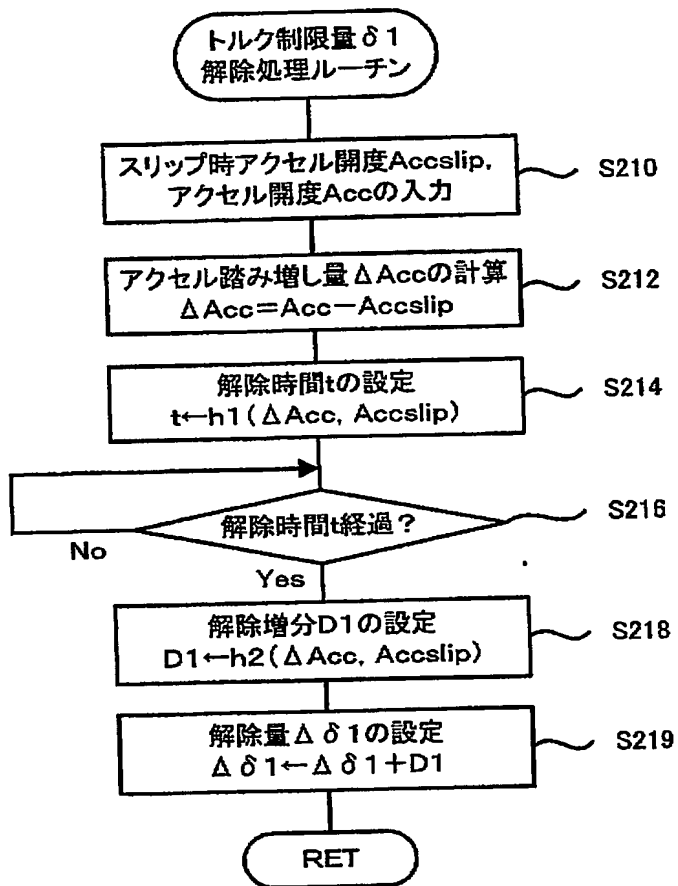 トルク制限量δ1
解除処理ルーチン
スリップ時アクセル開度Accslip,
アクセル開度Accの入力
S210
アクセル踏み増し量ΔAccの計算
ΔAcc=Acc-Accslip
S212
解除時間tの設定
t←h1(ΔAcc, Accslip)
S214
解除時間t経過?
S216
No
Yes
解除増分D1の設定
D1←h2(ΔAcc, Accslip)
S218
解除量Δδ1の設定
Δδ1←Δδ1+D1
S219
RET